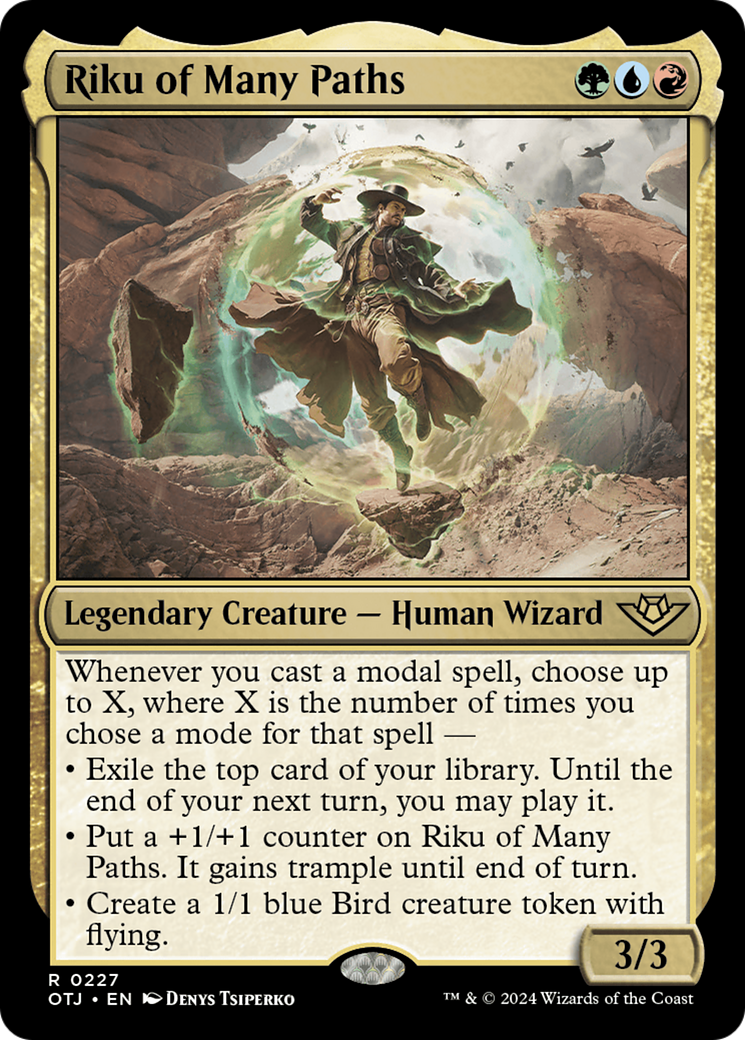 Riku of Many Paths
Legendary Creature — Human Wizard
Whenever you cast a modal spell, choose up
to X, where X is the number of times you
chose a mode for that spell —
• Exile the top card of your library. Until the
end of your next turn, you may play it.
• Put a +1/+1 counter on Riku of Many
Paths. It gains trample until end of turn.
• Create a 1/1 blue Bird creature token with
flying.
3/3
R 0227
OTJ • EN Denys Tsiperko
™ & © 2024 Wizards of the Coast